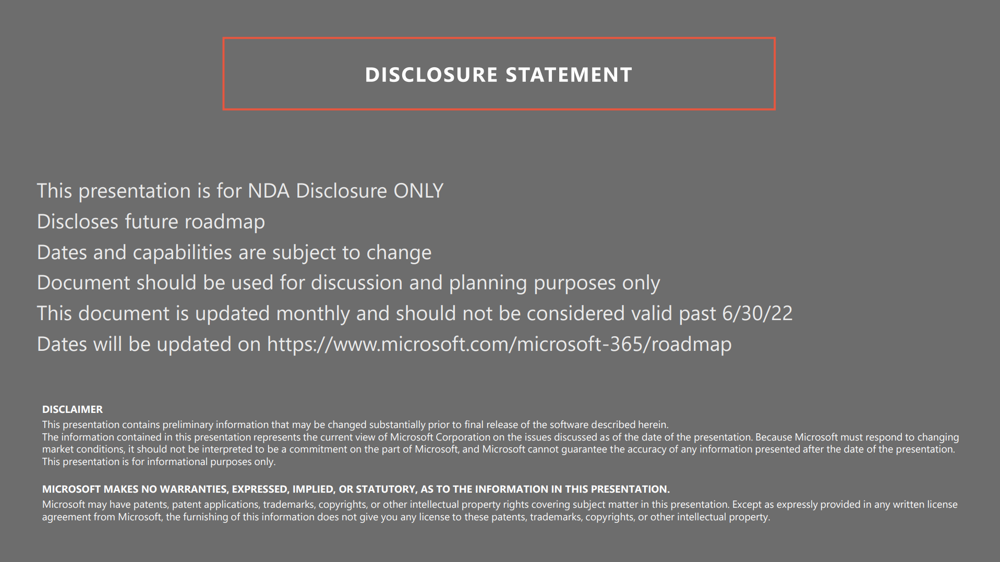 DISCLOSURE STATEMENT
This presentation is for NDA Disclosure ONLY
Discloses future roadmap
Dates and capabilities are subject to change
Document should be used for discussion and planning purposes only
This document is updated monthly and should not be considered valid past 6/30/22
Dates will be updated on https://www.microsoft.com/microsoft-365/roadmap
DISCLAIMER
This presentation contains preliminary information that may be changed substantially prior to final release of the software described herein.
The information contained in this presentation represents the current view of Microsoft Corporation on the issues discussed as of the date of the presentation. Because Microsoft must respond to changing
market conditions, it should not be interpreted to be a commitment on the part of Microsoft, and Microsoft cannot guarantee the accuracy of any information presented after the date of the presentation.
This presentation is for informational purposes only.
MICROSOFT MAKES NO WARRANTIES, EXPRESSED, IMPLIED, OR STATUTORY, AS TO THE INFORMATION IN THIS PRESENTATION.
Microsoft may have patents, patent applications, trademarks, copyrights, or other intellectual property rights covering subject matter in this presentation. Except as expressly provided in any written license
agreement from Microsoft, the furnishing of this information does not give you any license to these patents, trademarks, copyrights, or other intellectual property.